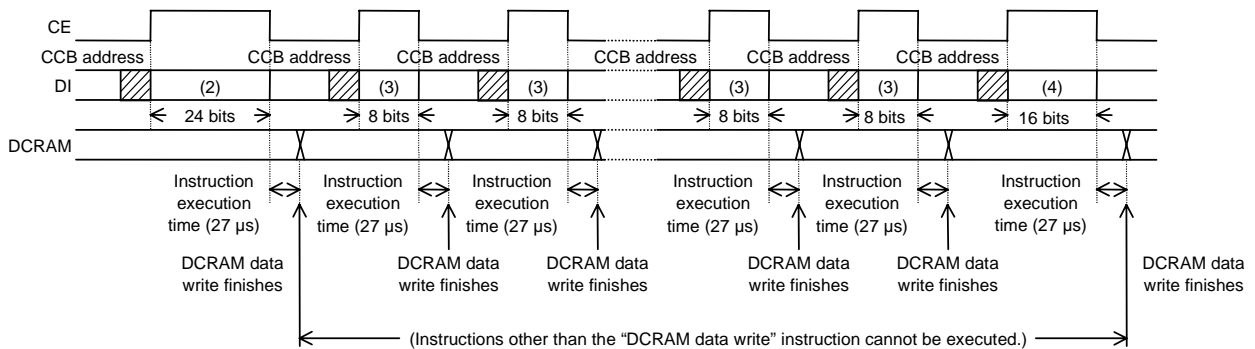 CE
CCB address CCB address CCB address CCB address CCB address CCB address
DI (2) (3) (3) (3) (3) (4)
24 bits 8 bits 8 bits 8 bits 8 bits 16 bits
DCRAM
Instruction Instruction Instruction Instruction Instruction Instruction
execution execution execution execution execution execution
time (27 μs) time (27 μs) time (27 μs) time (27 μs) time (27 μs) time (27 μs)
DCRAM data DCRAM data DCRAM data DCRAM data DCRAM data DCRAM data
write finishes write finishes write finishes write finishes write finishes write finishes
(Instructions other than the “DCRAM data write” instruction cannot be executed.)